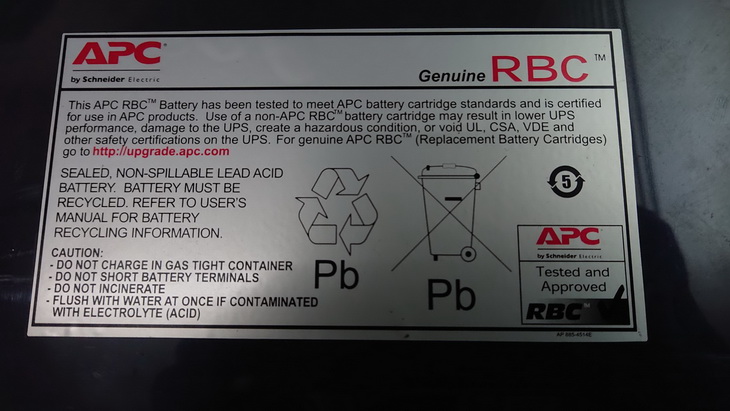 APC®
by Schneider Electric
Genuine RBC™
This APC RBC™ Battery has been tested to meet APC battery cartridge standards and is certified
for use in APC products. Use of a non-APC RBC™ battery cartridge may result in lower UPS
performance, damage to the UPS, create a hazardous condition, or void UL, CSA, VDE and
other safety certifications on the UPS. For genuine APC RBC™ (Replacement Battery Cartridges)
go to http://upgrade.apc.com
SEALED, NON-SPILLABLE LEAD ACID
BATTERY. BATTERY MUST BE
RECYCLED. REFER TO USER'S
MANUAL FOR BATTERY
RECYCLING INFORMATION.
CAUTION:
- DO NOT CHARGE IN GAS TIGHT CONTAINER
- DO NOT SHORT BATTERY TERMINALS
- DO NOT INCINERATE
- FLUSH WITH WATER AT ONCE IF CONTAMINATED
WITH ELECTROLYTE (ACID)
Pb
Pb
5
APC®
by Schneider Electric
Tested and
Approved
RBC™
AP 885-4514E